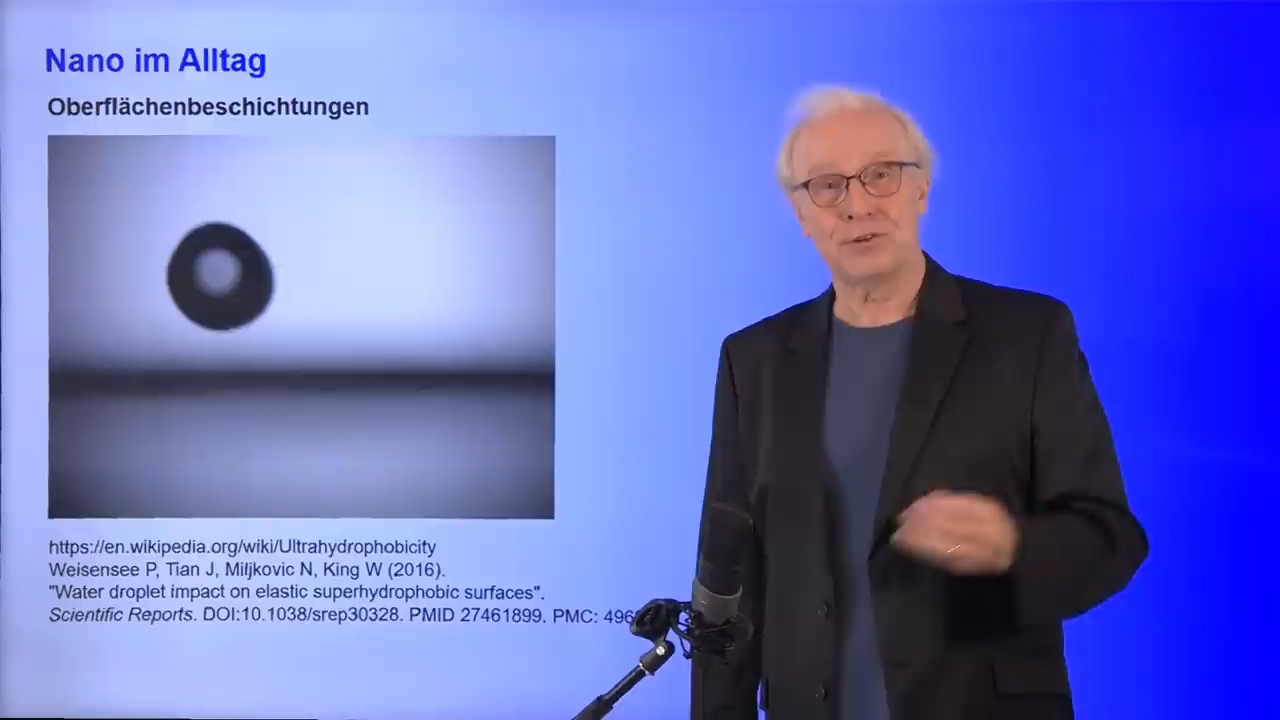 Nano im Alltag
Oberflächenbeschichtungen
https://en.wikipedia.org/wiki/Ultrahydrophobicity
Weisensee P, Tian J, Miljkovic N, King W (2016).
"Water droplet impact on elastic superhydrophobic surfaces".
Scientific Reports. DOI:10.1038/srep30328. PMID 27461899. PMC: